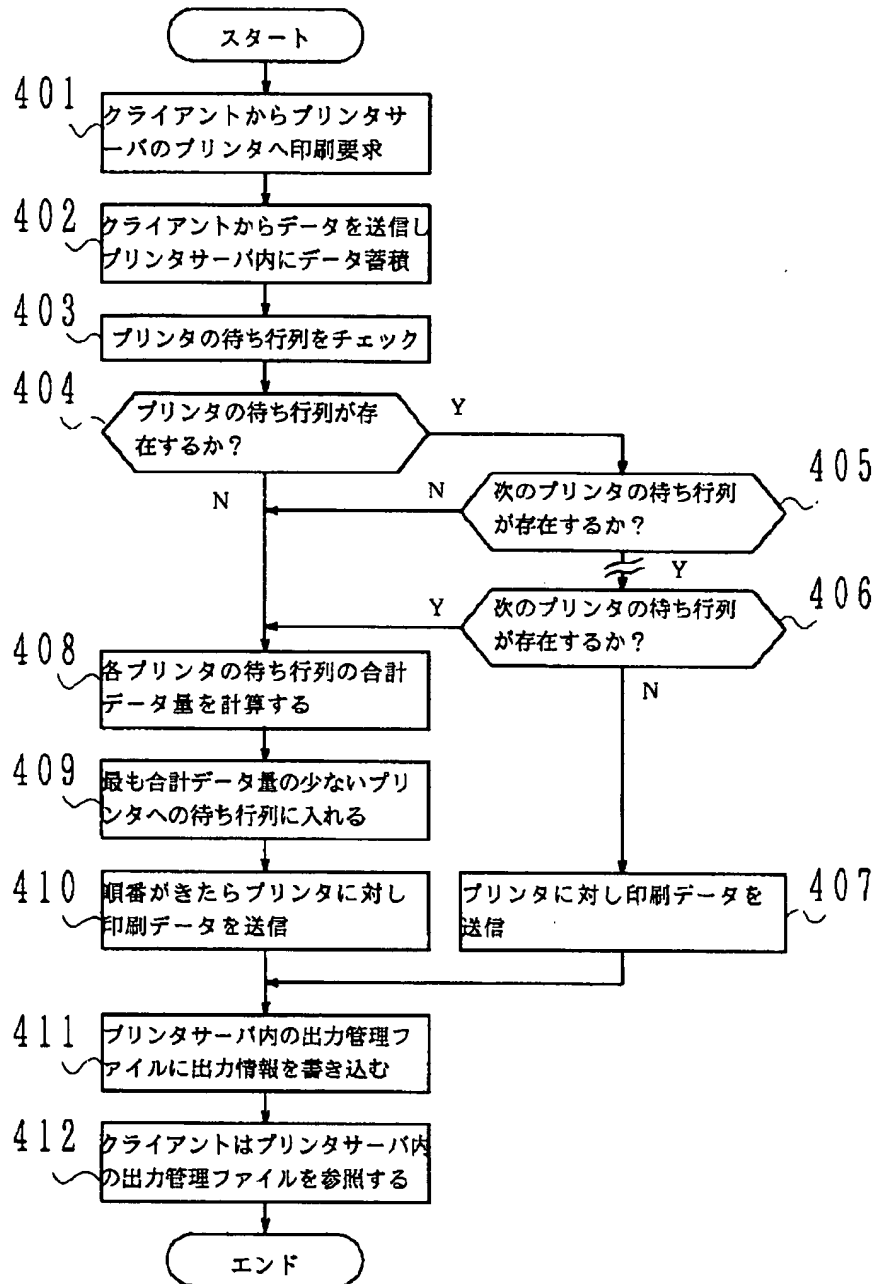 スタート
401
クライアントからプリンタサ
ーバのプリンタへ印刷要求
402
クライアントからデータを送信し
プリンタサーバ内にデータ蓄積
403
プリンタの待ち行列をチェック
404
プリンタの待ち行列が存
在するか?
Y
N
405
次のプリンタの待ち行列
が存在するか?
N
Y
406
次のプリンタの待ち行列
が存在するか?
Y
N
408
各プリンタの待ち行列の合計
データ量を計算する
409
最も合計データ量の少ないプリ
ンタへの待ち行列に入れる
410
順番がきたらプリンタに対し
印刷データを送信
407
プリンタに対し印刷データを
送信
411
プリンタサーバ内の出力管理フ
ァイルに出力情報を書き込む
412
クライアントはプリンタサーバ内
の出力管理ファイルを参照する
エンド